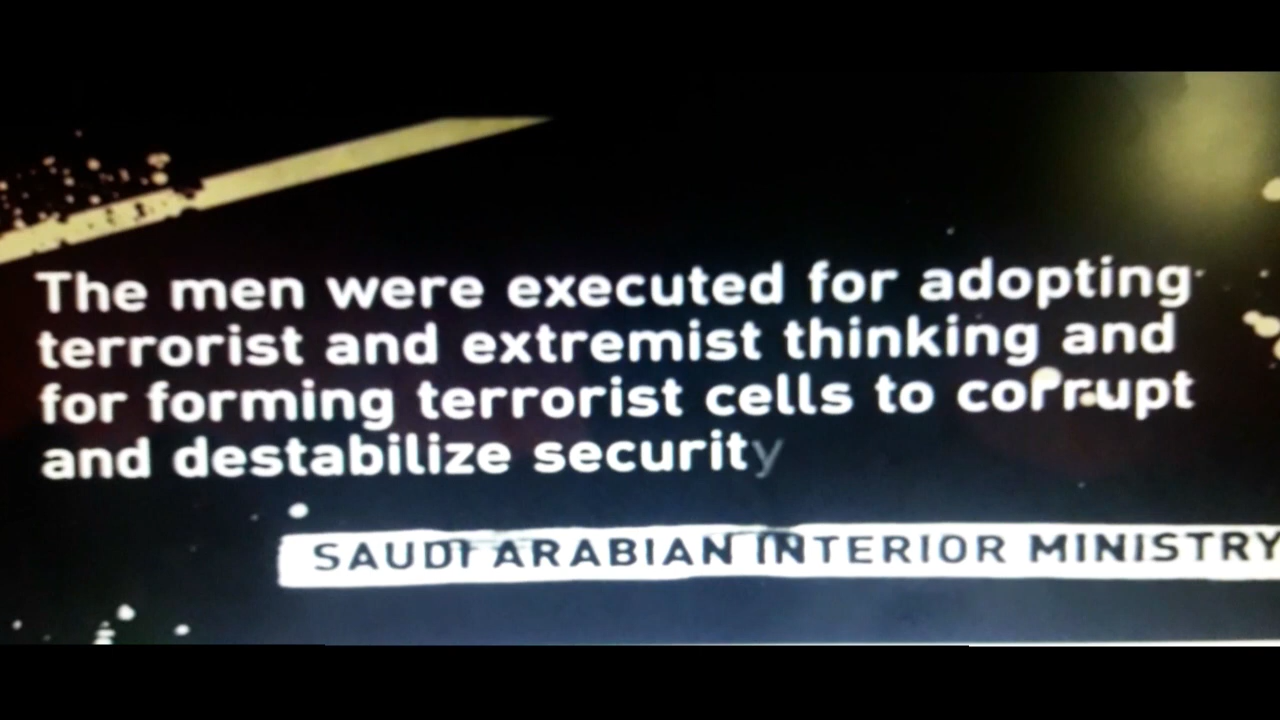 The men were executed for adopting
terrorist and extremist thinking and
for forming terrorist cells to corrupt
and destabilize security
SAUDI ARABIAN INTERIOR MINISTRY